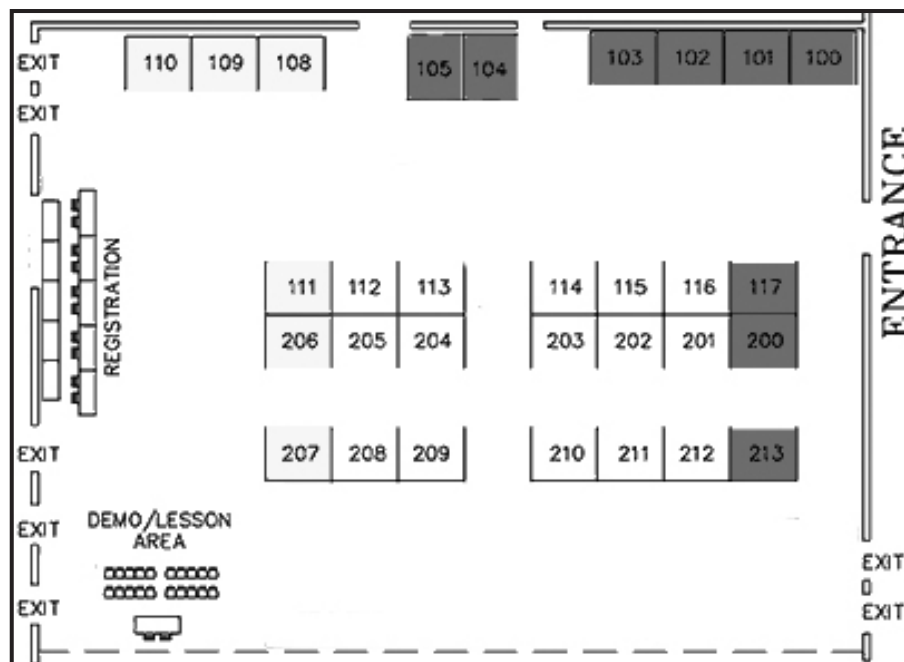 EXIT
110 109 108
105 104
103 102 101 100
EXIT
ENTRANCE
REGISTRATION
111 112 113 114 115 116 117
206 205 204 203 202 201 200
207 208 209 210 211 212 213
EXIT
DEMO/LESSON
AREA
EXIT
EXIT
EXIT
EXIT